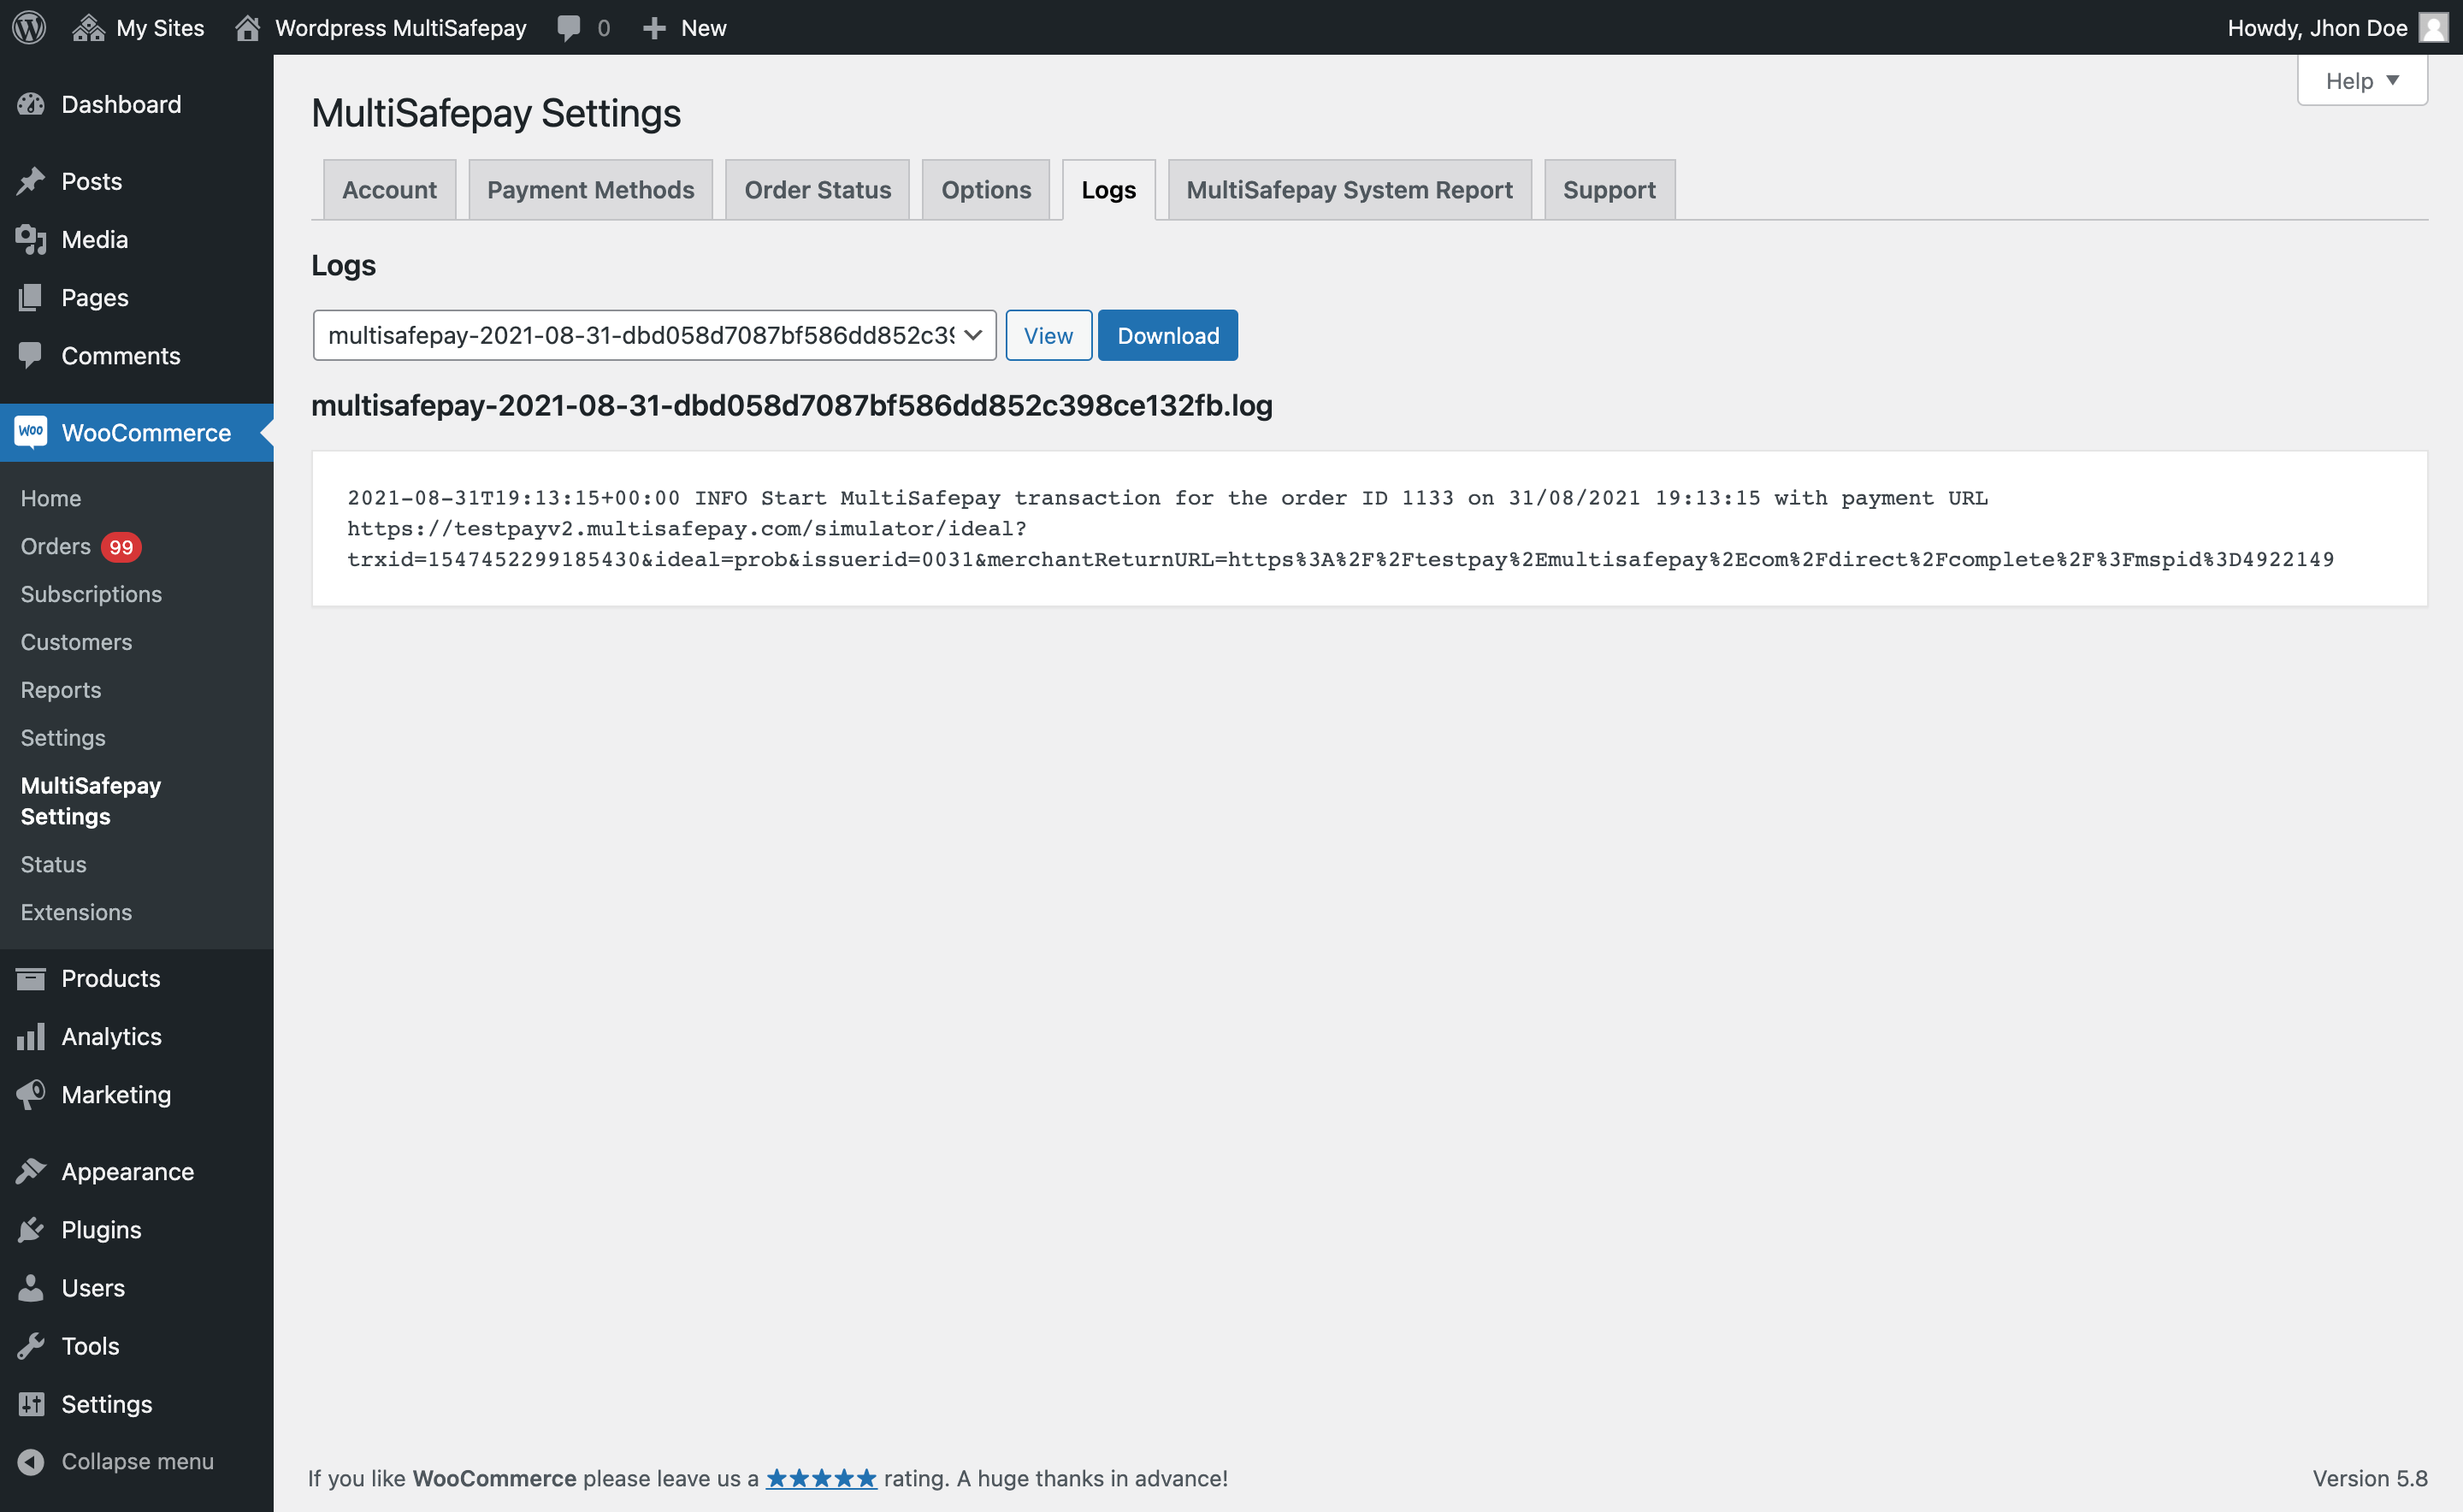 My Sites
Wordpress MultiSafepay
0
New
Howdy, Jhon Doe
Help
Dashboard
Posts
Media
Pages
Comments
Woo
WooCommerce
Home
Orders 99
Subscriptions
Customers
Reports
Settings
MultiSafepay
Settings
Status
Extensions
Products
Analytics
Marketing
Appearance
Plugins
Users
Tools
Settings
Collapse menu
MultiSafepay Settings
Account
Payment Methods
Order Status
Options
Logs
MultiSafepay System Report
Support
Logs
multisafepay-2021-08-31-dbd058d7087bf586dd852c39
View
Download
multisafepay-2021-08-31-dbd058d7087bf586dd852c398ce132fb.log
2021-08-31T19:13:15+00:00 INFO Start MultiSafepay transaction for the order ID 1133 on 31/08/2021 19:13:15 with payment URL
https://testpayv2.multisafepay.com/simulator/ideal?
trxid=1547452299185430&ideal=prob&issuerid=0031&merchantReturnURL=https%3A%2F%2Ftestpay%2Emultisafepay%2Ecom%2Fdirect%2Fcomplete%2F%3Fmspid%3D4922149
If you like WooCommerce please leave us a ★★★★★ rating. A huge thanks in advance!
Version 5.8